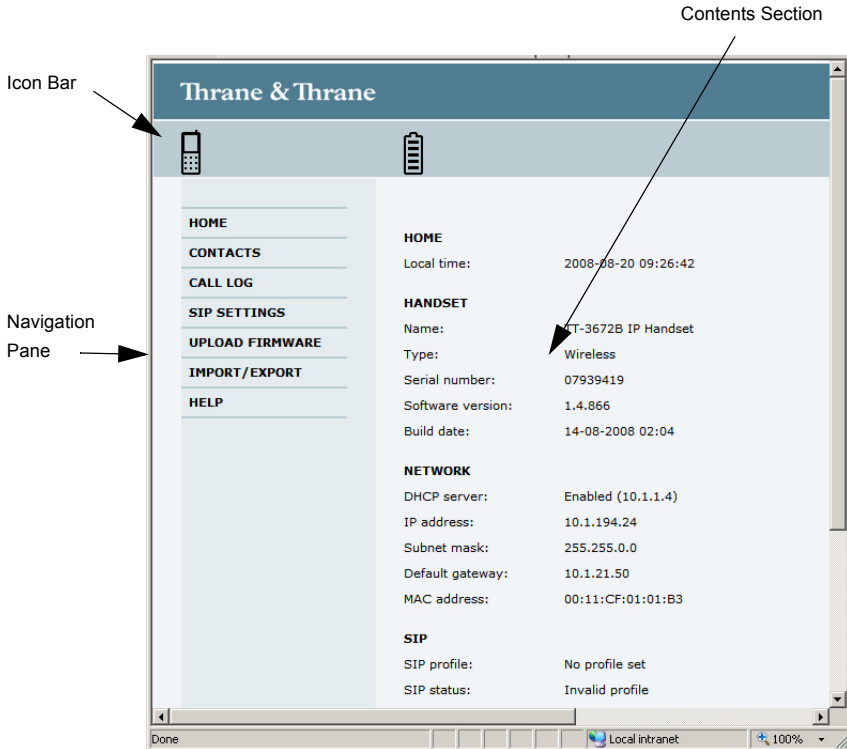 Contents Section
Icon Bar
Thrane & Thrane
HOME
CONTACTS
CALL LOG
SIP SETTINGS
UPLOAD FIRMWARE
IMPORT/EXPORT
HELP
Navigation
Pane
HOME
Local time: 2008-08-20 09:26:42
HANDSET
Name: TT-3672B IP Handset
Type: Wireless
Serial number: 07939419
Software version: 1.4.866
Build date: 14-08-2008 02:04
NETWORK
DHCP server: Enabled (10.1.1.4)
IP address: 10.1.194.24
Subnet mask: 255.255.0.0
Default gateway: 10.1.21.50
MAC address: 00:11:CF:01:01:B3
SIP
SIP profile: No profile set
SIP status: Invalid profile
Done Local intranet 100%